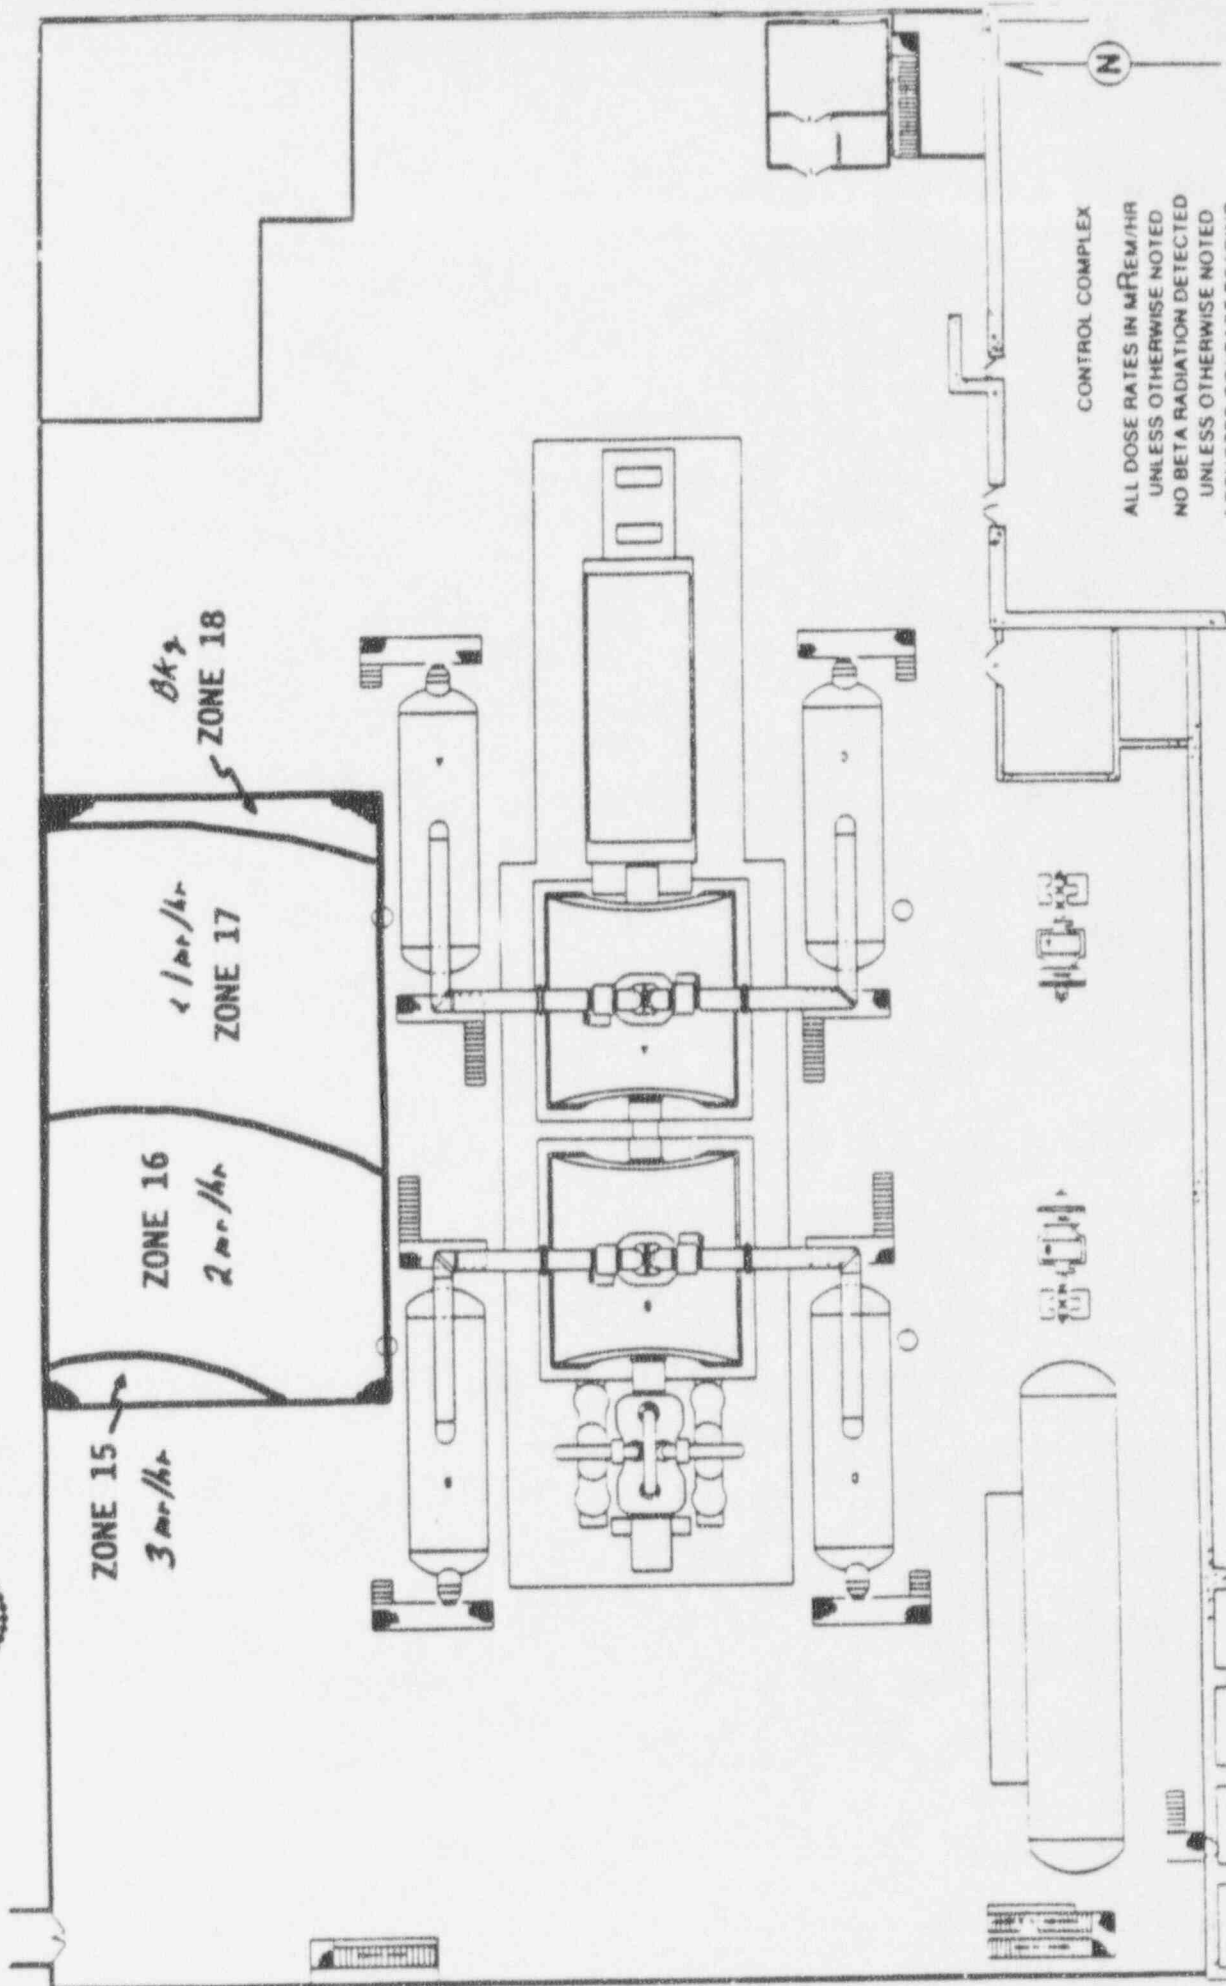 ZONE 15
3 mr/hr
ZONE 16
2 mr/hr
< 1 mr/hr
ZONE 17
Bkg
ZONE 18
N
CONTROL COMPLEX
ALL DOSE RATES IN MREM/HR
UNLESS OTHERWISE NOTED
NO BETA RADIATION DETECTED
UNLESS OTHERWISE NOTED